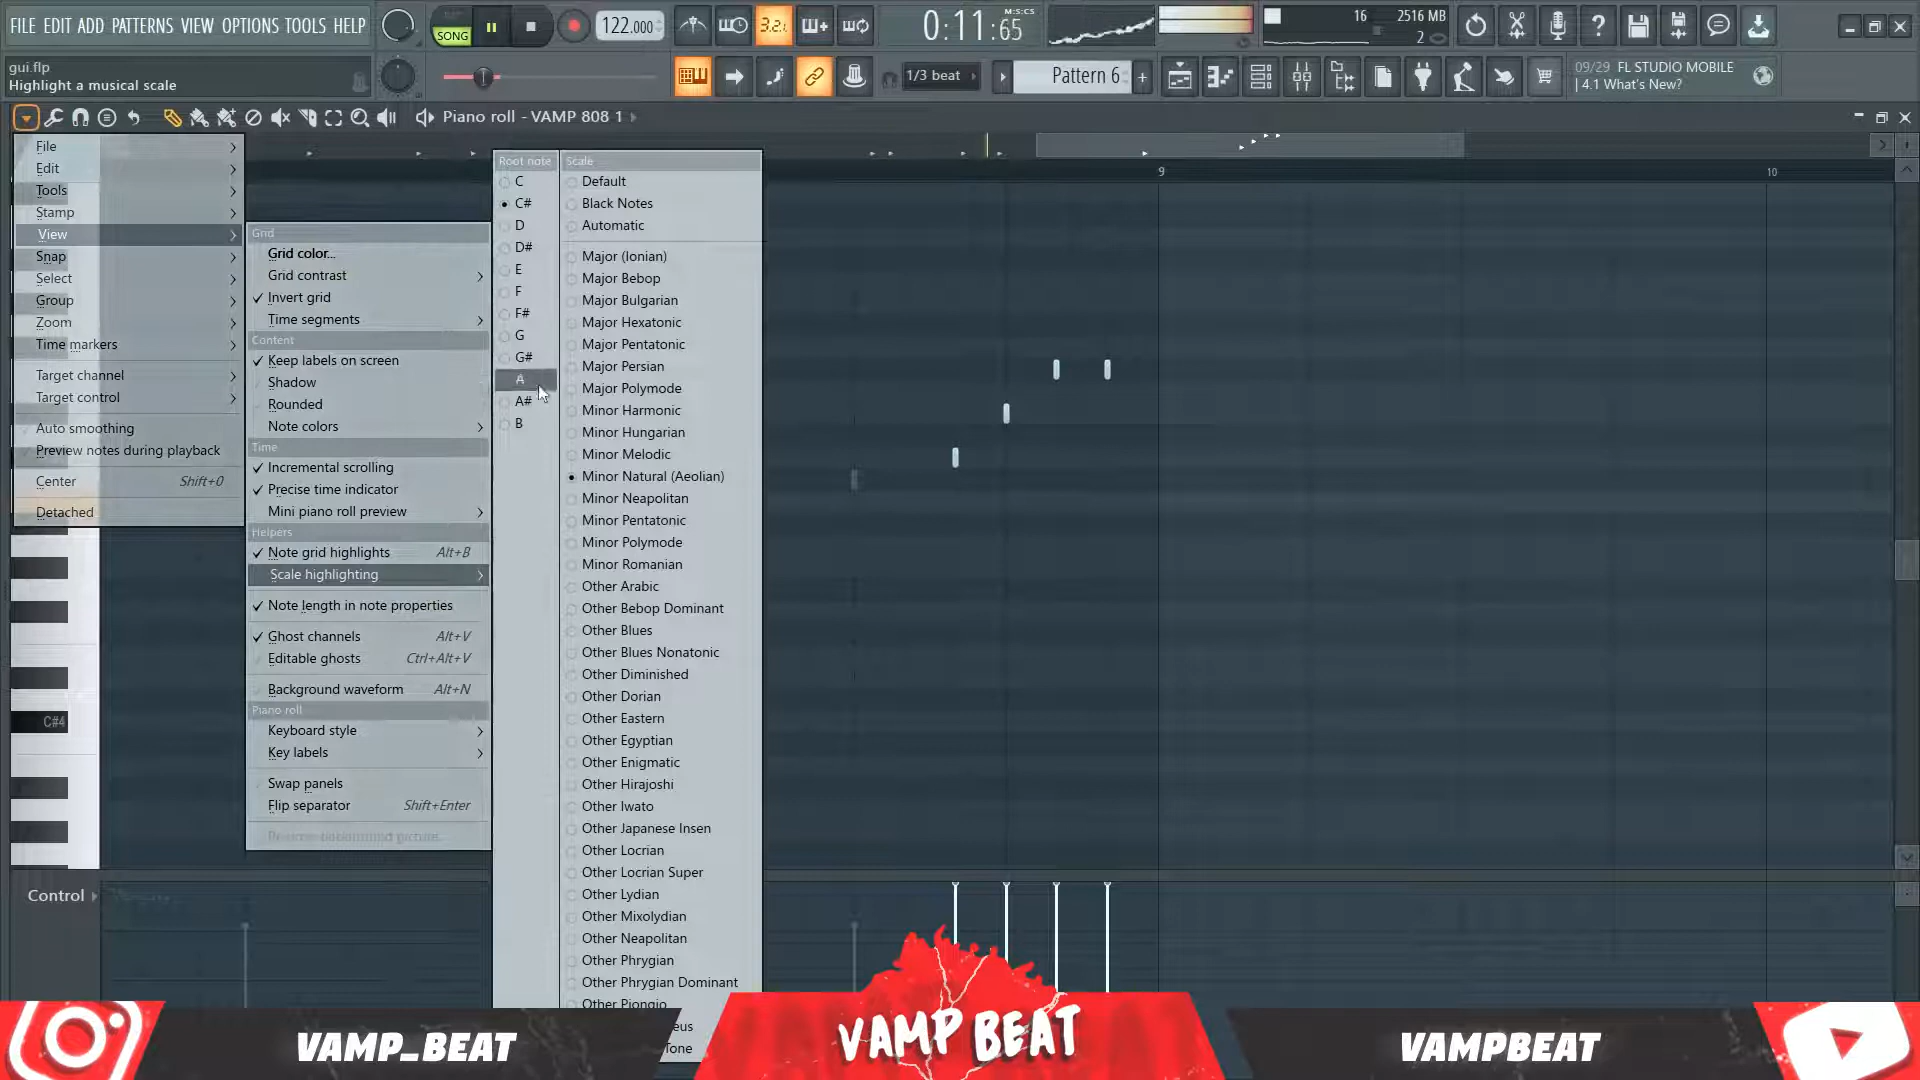 FILE EDIT ADD PATTERNS VIEW OPTIONS TOOLS HELP
SONG
122.000
3.2.
0:11:65
M:S:CS
16
2516 MB
2
gui.flp
Highlight a musical scale
1/3 beat
Pattern 6
09/29 FL STUDIO MOBILE
| 4.1 What's New?
Piano roll - VAMP 808 1
File
Edit
Tools
Stamp
View
Snap
Select
Group
Zoom
Time markers
Target channel
Target control
Auto smoothing
Preview notes during playback
Center Shift+0
Detached
Grid
Grid color...
Grid contrast
Invert grid
Time segments
Content
Keep labels on screen
Shadow
Rounded
Note colors
Time
Incremental scrolling
Precise time indicator
Mini piano roll preview
Helpers
Note grid highlights Alt+B
Scale highlighting
Note length in note properties
Ghost channels Alt+V
Editable ghosts Ctrl+Alt+V
Background waveform Alt+N
Piano roll
Keyboard style
Key labels
Swap panels
Flip separator Shift+Enter
Root note
C
C#
D
D#
E
F
F#
G
G#
A
A#
B
Scale
Default
Black Notes
Automatic
Major (Ionian)
Major Bebop
Major Bulgarian
Major Hexatonic
Major Pentatonic
Major Persian
Major Polymode
Minor Harmonic
Minor Hungarian
Minor Melodic
Minor Natural (Aeolian)
Minor Neapolitan
Minor Pentatonic
Minor Polymode
Minor Romanian
Other Arabic
Other Bebop Dominant
Other Blues
Other Blues Nonatonic
Other Diminished
Other Dorian
Other Eastern
Other Egyptian
Other Enigmatic
Other Hirajoshi
Other Iwato
Other Japanese Insen
Other Locrian
Other Locrian Super
Other Lydian
Other Mixolydian
Other Neapolitan
Other Phrygian
Other Phrygian Dominant
Other Piongio
eus
Tone
9
10
C#4
Control
VAMP_BEAT
VAMP BEAT
VAMPBEAT